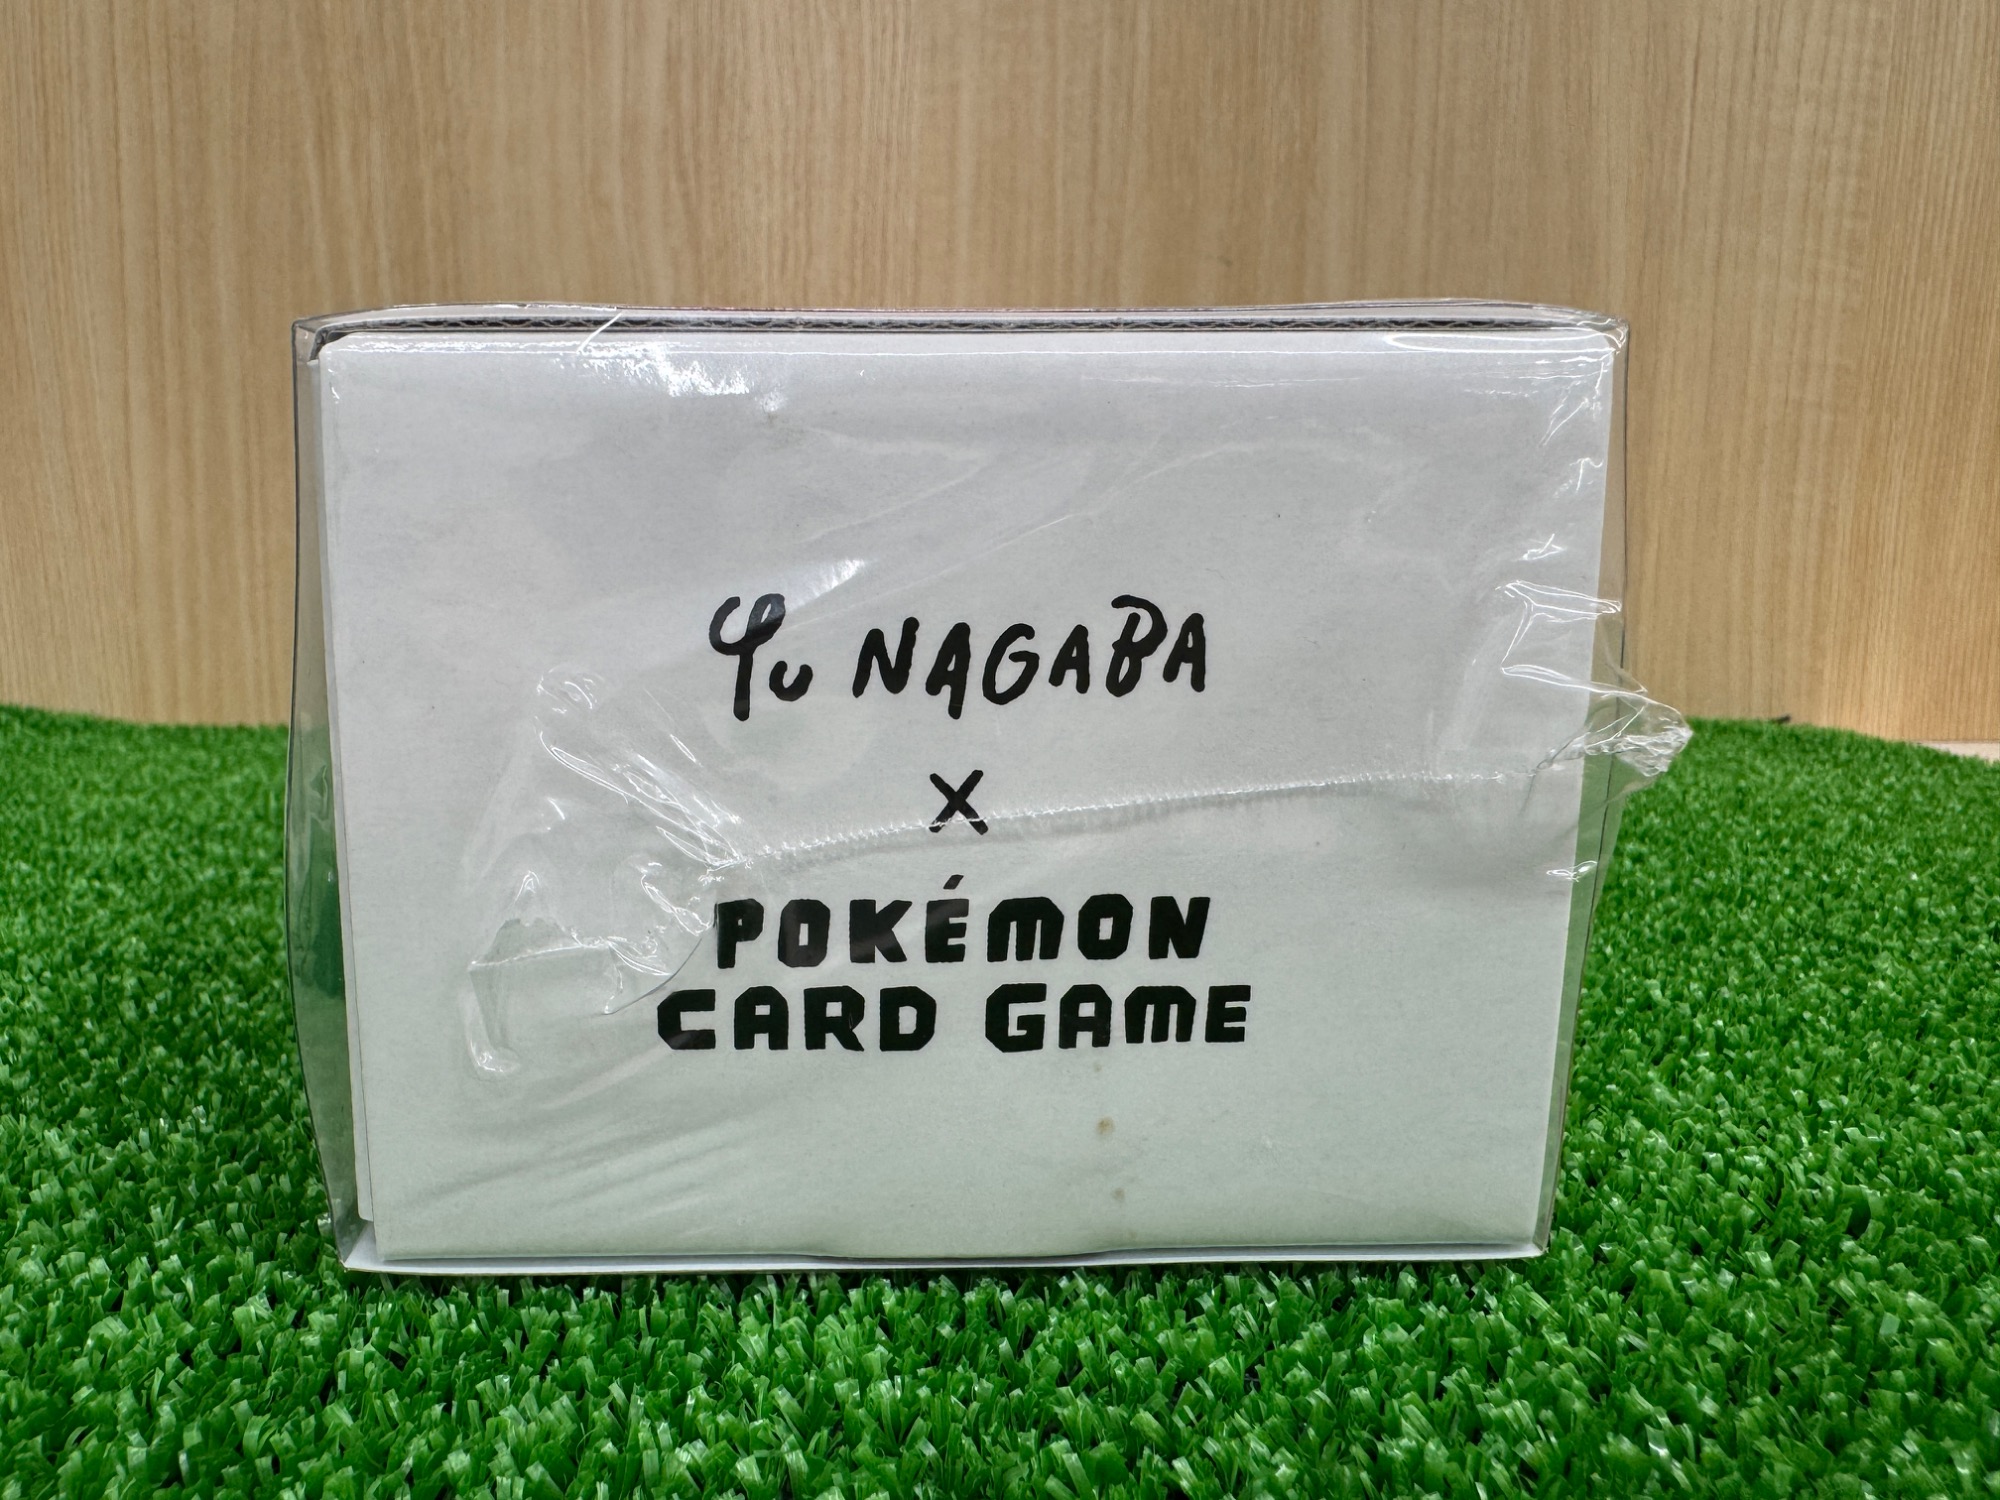 Yu NAGABA
×
POKÉMON
CARD GAME